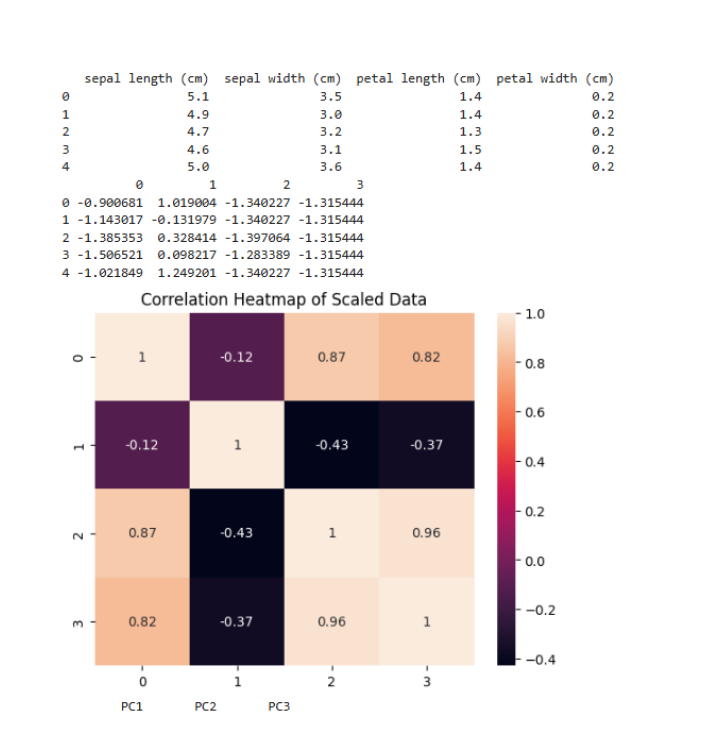 sepal length (cm) sepal width (cm) petal length (cm) petal width (cm)
0 5.1 3.5 1.4 0.2
1 4.9 3.0 1.4 0.2
2 4.7 3.2 1.3 0.2
3 4.6 3.1 1.5 0.2
4 5.0 3.6 1.4 0.2
0 1 2 3
0 -0.900681 1.019004 -1.340227 -1.315444
1 -1.143017 -0.131979 -1.340227 -1.315444
2 -1.385353 0.328414 -1.397064 -1.315444
3 -1.506521 0.098217 -1.283389 -1.315444
4 -1.021849 1.249201 -1.340227 -1.315444
Correlation Heatmap of Scaled Data
1.0
0 1 -0.12 0.87 0.82
0.8
0.6
1 -0.12 1 -0.43 -0.37
0.4
0.2
2 0.87 -0.43 1 0.96
0.0
-0.2
3 0.82 -0.37 0.96 1
-0.4
0 1 2 3
PC1 PC2 PC3